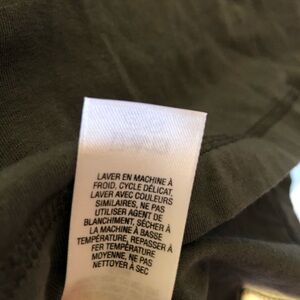 LAVER EN MACHINE À
FROID, CYCLE DÉLICAT,
LAVER AVEC COULEURS
SIMILAIRES, NE PAS
UTILISER AGENT DE
BLANCHIMENT, SÉCHER À
LA MACHINE À BASSE
TEMPÉRATURE, REPASSER À
FER TEMPÉRATURE
MOYENNE, NE PAS
NETTOYER À SEC